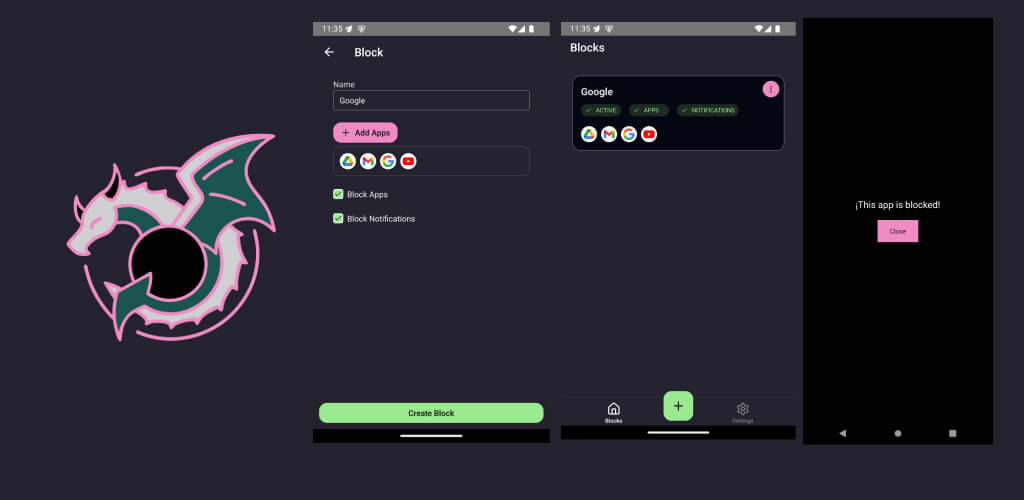 11:35
Block
Name
Google
Add Apps
Block Apps
Block Notifications
Create Block
11:35
Blocks
Google
ACTIVE
APPS
NOTIFICATIONS
Blocks
Settings
¡This app is blocked!
Close